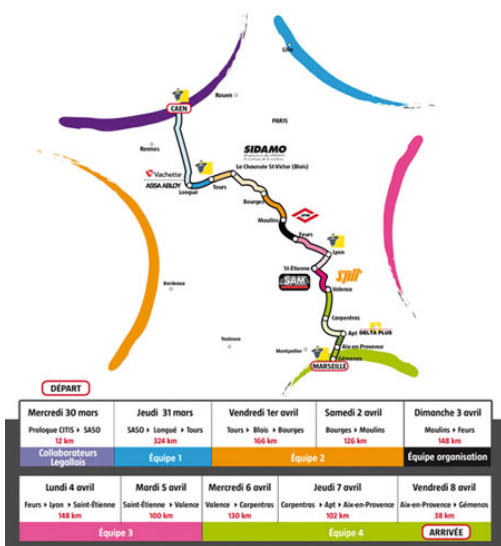 Lille
Rouen
CAEN
PARIS
Rennes
SIDAMO
La Chaussée St-Victor (Blois)
Vachette
ASSA ABLOY
Longué
Tours
Bourges
Moulins
Feurs
Lyon
St-Étienne
SAM
spit
Valence
Bordeaux
Carpentras
Toulouse
Apt
DELTA PLUS
Montpellier
Aix-en-Provence
Gémenos
MARSEILLE
DÉPART
Mercredi 30 mars
Prologue CITIS > SASO
12 km
Collaborateurs
Legallais
Jeudi 31 mars
SASO > Longué > Tours
324 km
Équipe 1
Vendredi 1er avril
Tours > Blois > Bourges
166 km
Samedi 2 avril
Bourges > Moulins
126 km
Équipe 2
Dimanche 3 avril
Moulins > Feurs
148 km
Équipe organisation
Lundi 4 avril
Feurs > Lyon > Saint-Étienne
148 km
Mardi 5 avril
Saint-Étienne > Valence
100 km
Équipe 3
Mercredi 6 avril
Valence > Carpentras
130 km
Jeudi 7 avril
Carpentras > Apt > Aix-en-Provence
102 km
Vendredi 8 avril
Aix-en-Provence > Gémenos
38 km
Équipe 4
ARRIVÉE